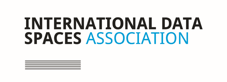 INTERNATIONAL DATA
SPACES ASSOCIATION